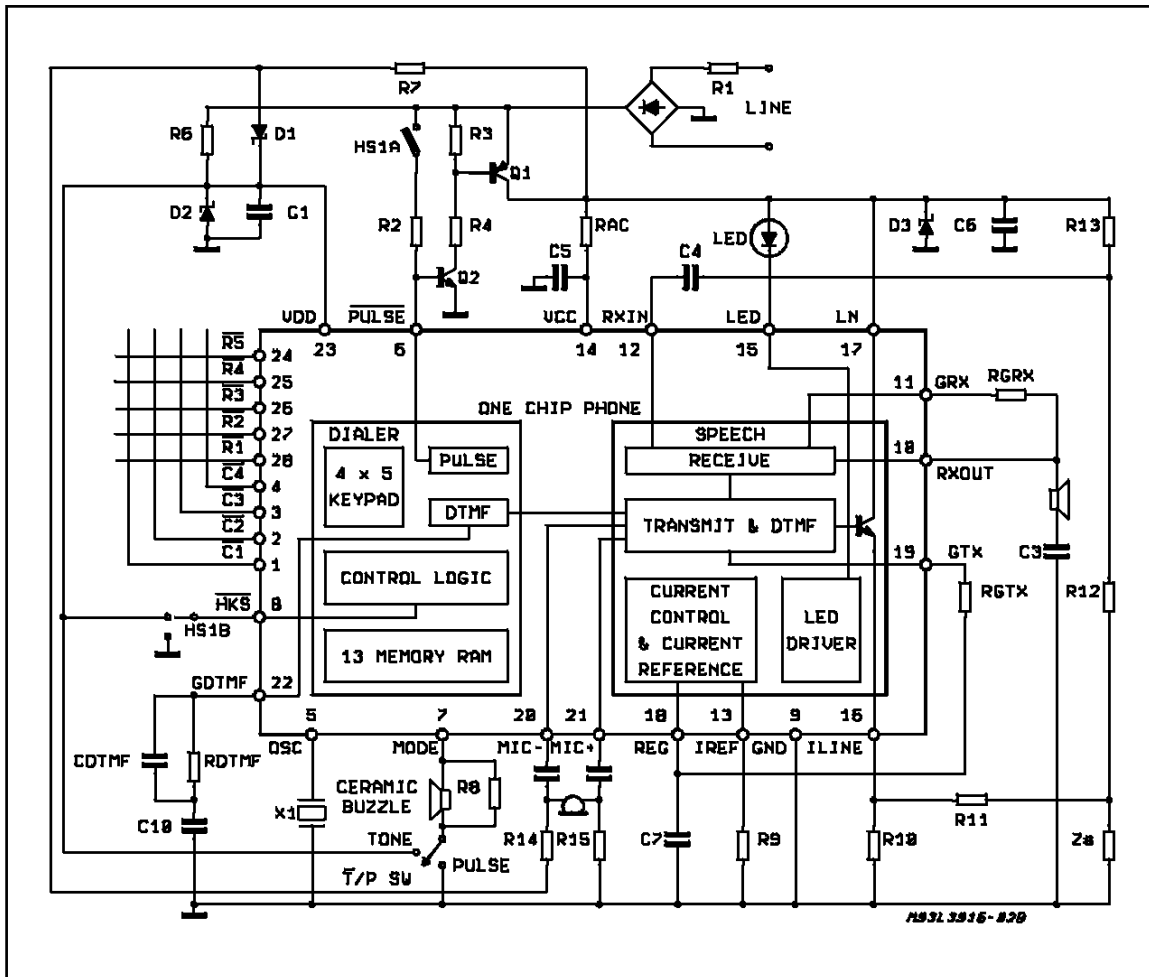 R7
R1
LINE
R6
D1
HS1A
R3
Q1
D2
C1
R2
R4
RAC
LED
D3
C6
R13
C5
C4
Q2
VDD
PULSE
VCC
RXIN
LED
LN
23
6
14
12
15
17
R5
24
R4
25
R3
26
R2
27
R1
28
C4
4
C3
3
C2
2
C1
1
HKS
8
HS1B
GDTMF
22
ONE CHIP PHONE
DIALER
4 x 5
KEYPAD
PULSE
DTMF
CONTROL LOGIC
13 MEMORY RAM
SPEECH
RECEIVE
TRANSMIT & DTMF
CURRENT
CONTROL
& CURRENT
REFERENCE
LED
DRIVER
11
GRX
RGRX
18
RXOUT
19
GTX
C3
RGTX
R12
5
7
20
21
10
13
9
16
OSC
MODE
MIC-
MIC+
REG
IREF
GND
ILINE
CDTMF
RDTMF
C10
X1
CERAMIC
BUZZLE
R8
TONE
PULSE
T/P SW
R14
R15
C7
R9
R10
R11
Za
M93L3916-02B